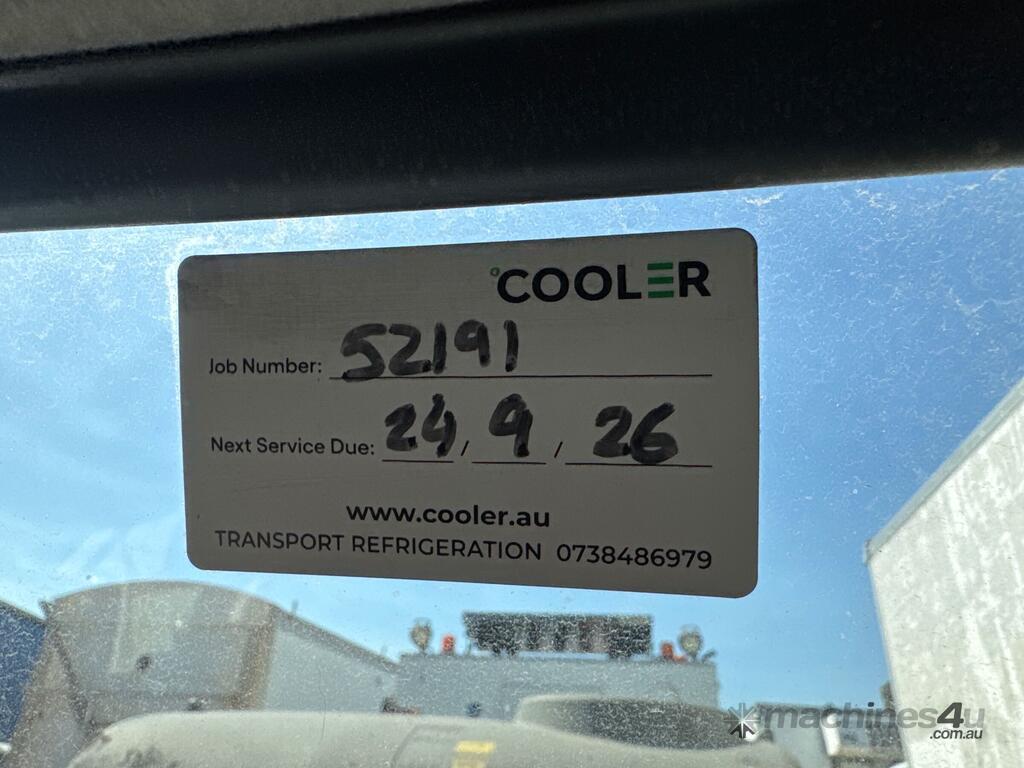 °COOLER
Job Number: 52191
Next Service Due: 24 / 9 / 26
www.cooler.au
TRANSPORT REFRIGERATION 0738486979
machines4u
.com.au